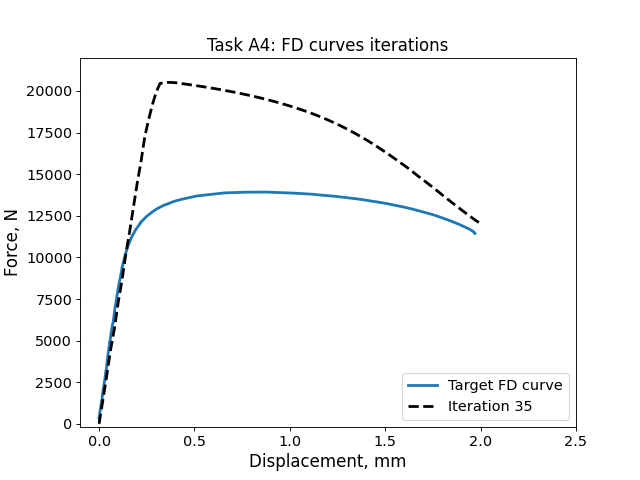 Task A4: FD curves iterations
Force, N
20000
17500
15000
12500
10000
7500
5000
2500
0
0.0 0.5 1.0 1.5 2.0 2.5
Displacement, mm
Target FD curve
Iteration 35